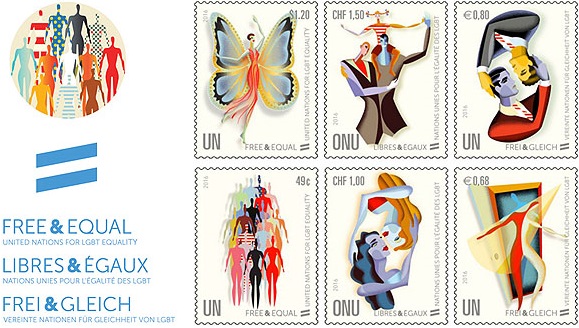 FREE & EQUAL
UNITED NATIONS FOR LGBT EQUALITY
LIBRES & ÉGAUX
NATIONS UNIES POUR L'ÉGALITÉ DES LGBT
FREI & GLEICH
VEREINTE NATIONEN FÜR GLEICHHEIT VON LGBT
2016
$1.20
UNITED NATIONS FOR LGBT EQUALITY
UN
FREE & EQUAL
2016
CHF 1,50
NATIONS UNIES POUR L'ÉGALITÉ DES LGBT
ONU
LIBRES & ÉGAUX
2016
€ 0,80
VEREINTE NATIONEN FÜR GLEICHHEIT VON LGBT
UN
FREI & GLEICH
2016
49¢
UNITED NATIONS FOR LGBT EQUALITY
UN
FREE & EQUAL
2016
CHF 1,00
NATIONS UNIES POUR L'ÉGALITÉ DES LGBT
ONU
LIBRES & ÉGAUX
2016
€ 0,68
VEREINTE NATIONEN FÜR GLEICHHEIT VON LGBT
UN
FREI & GLEICH